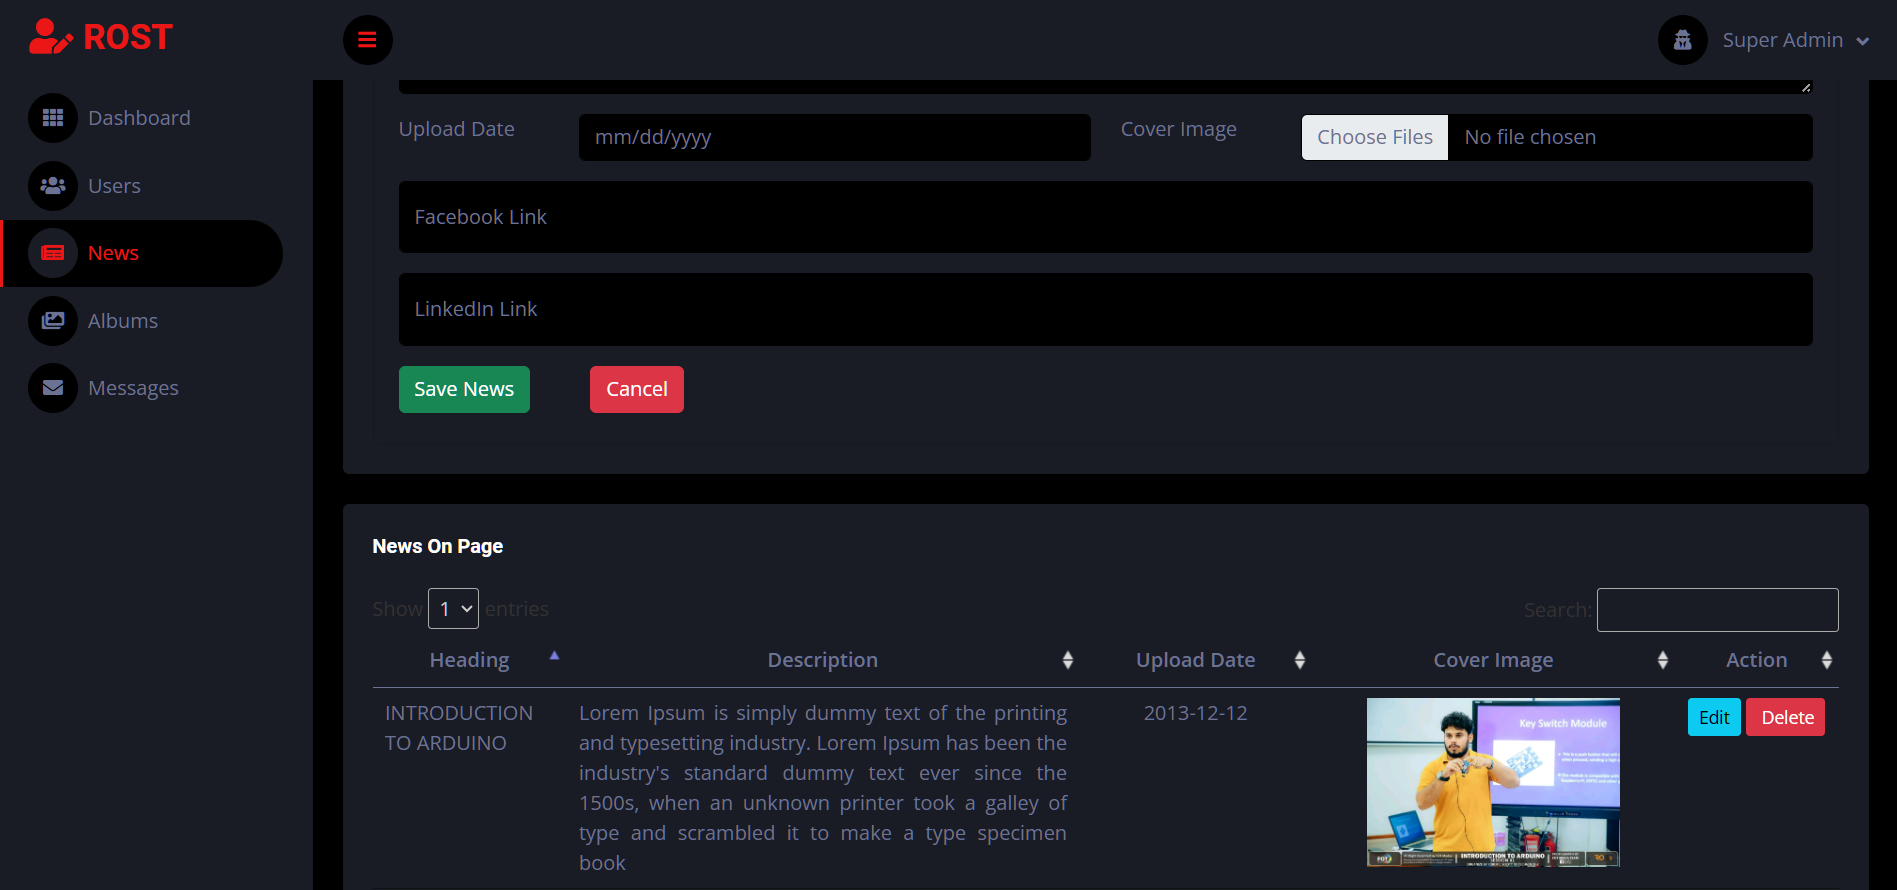 ROST
Super Admin
Dashboard
Users
News
Albums
Messages
Upload Date
mm/dd/yyyy
Cover Image
Choose Files
No file chosen
Facebook Link
LinkedIn Link
Save News
Cancel
News On Page
Show 1 entries
Search:
Heading
Description
Upload Date
Cover Image
Action
INTRODUCTION
TO ARDUINO
Lorem Ipsum is simply dummy text of the printing
and typesetting industry. Lorem Ipsum has been the
industry's standard dummy text ever since the
1500s, when an unknown printer took a galley of
type and scrambled it to make a type specimen
book
2013-12-12
Key Switch Module
INTRODUCTION TO ARDUINO
Edit
Delete